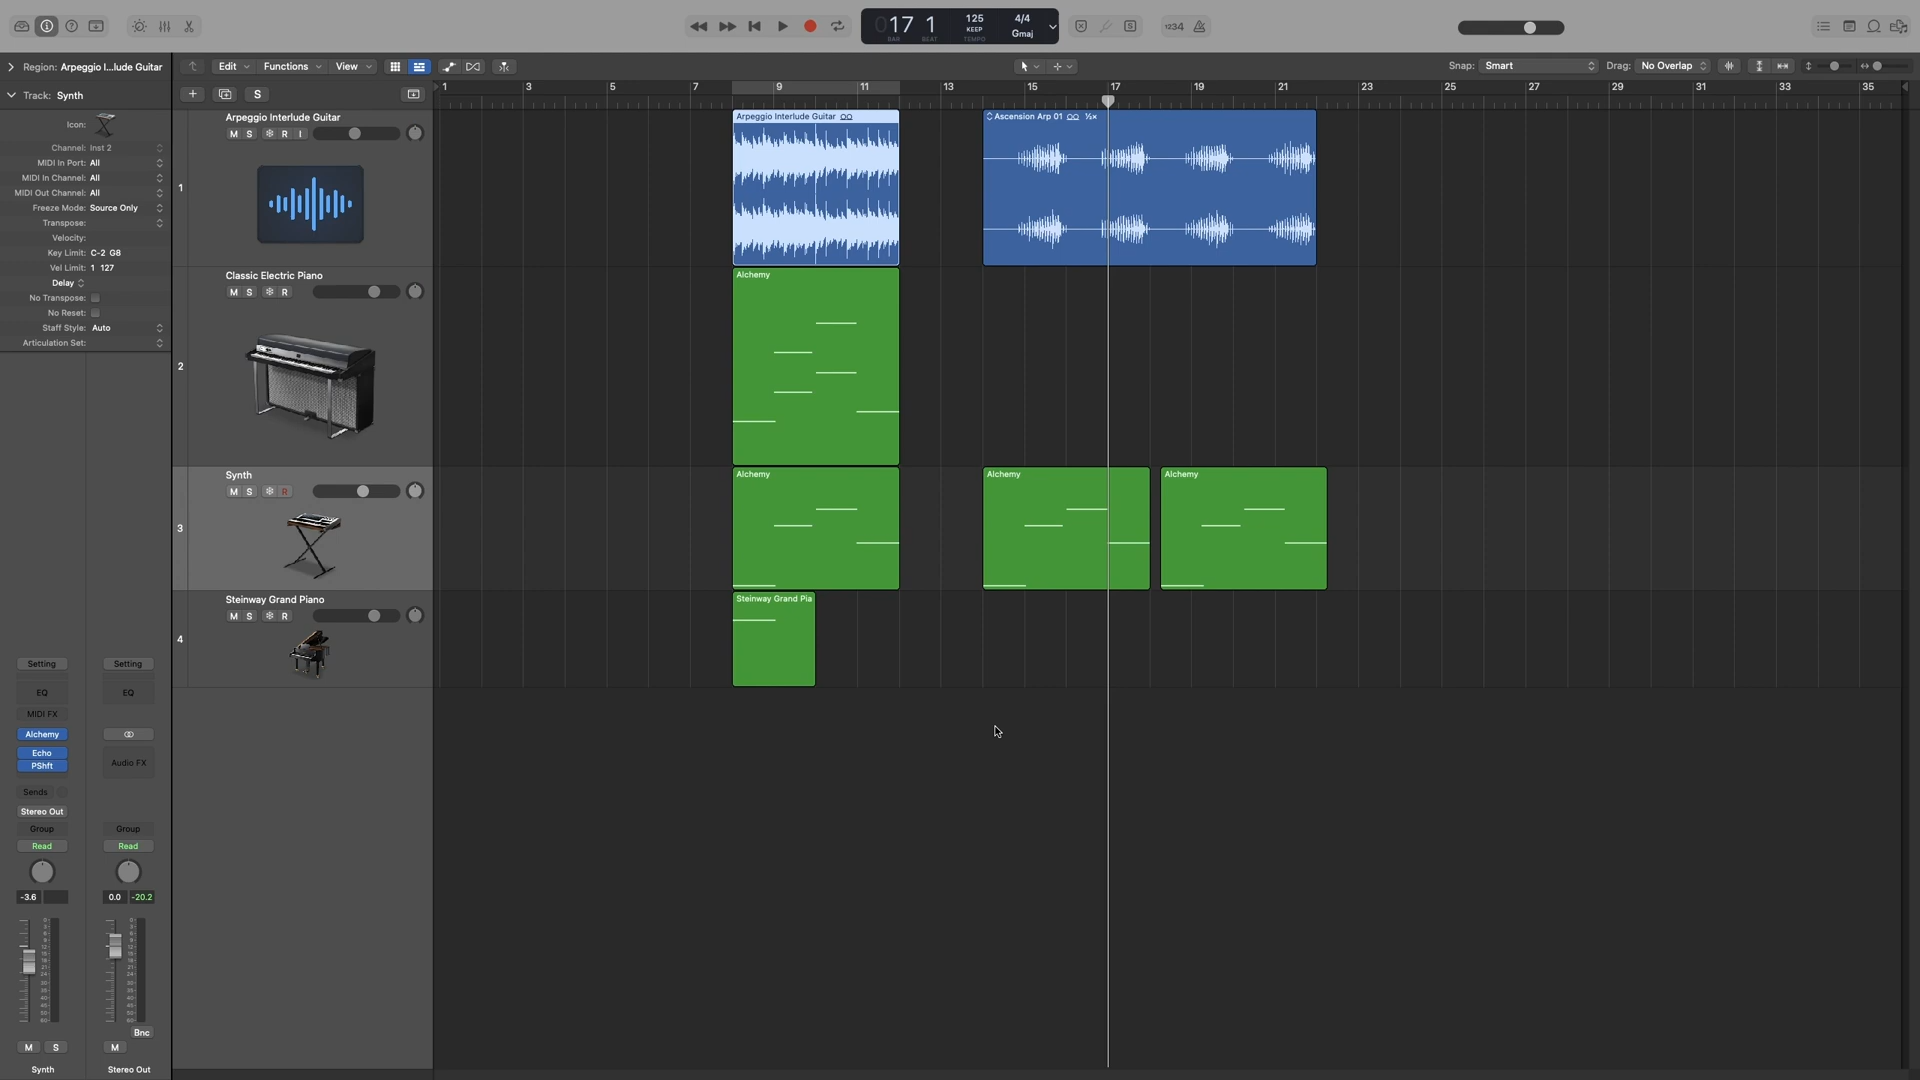 17 1
BAR BEAT
125
KEEP
TEMPO
4/4
Gmaj
S
1234
Region: Arpeggio I...lude Guitar
Edit
Functions
View
Snap: Smart
Drag: No Overlap
Track: Synth
S
1 3 5 7 9 11 13 15 17 19 21 23 25 27 29 31 33 35
Icon:
Channel: Inst 2
MIDI In Port: All
MIDI In Channel: All
MIDI Out Channel: All
Freeze Mode: Source Only
Transpose:
Velocity:
Key Limit: C-2 G8
Vel Limit: 1 127
Delay
No Transpose:
No Reset:
Staff Style: Auto
Articulation Set:
1
Arpeggio Interlude Guitar
M S R I
Arpeggio Interlude Guitar
Ascension Arp 01 ½×
2
Classic Electric Piano
M S R
Alchemy
3
Synth
M S R
Alchemy
Alchemy
Alchemy
4
Steinway Grand Piano
M S R
Steinway Grand Pia
Setting
EQ
MIDI FX
Alchemy
Echo
PShft
Sends
Stereo Out
Group
Read
-3.6
M S
Synth
Setting
EQ
Audio FX
Group
Read
0.0 -20.2
Bnc
M
Stereo Out